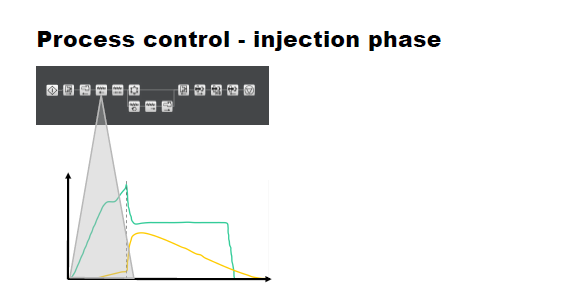 Process control - injection phase